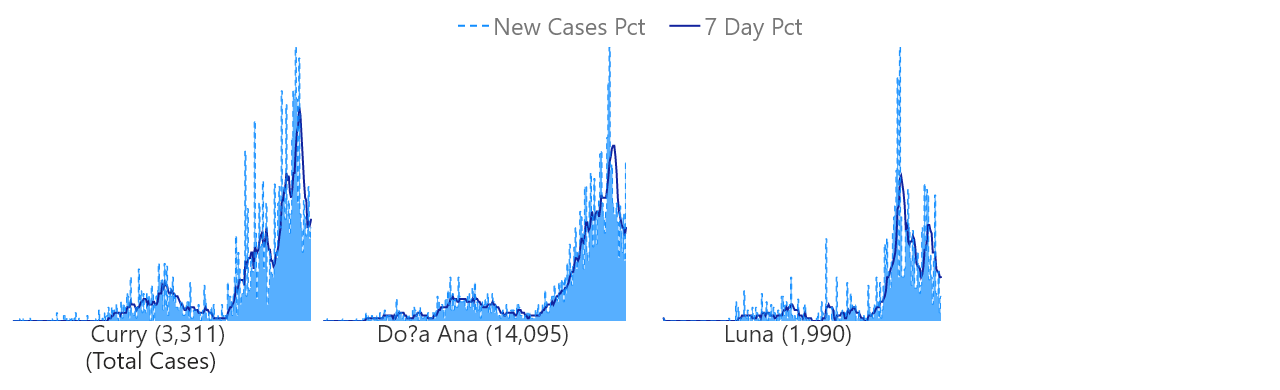 New Cases Pct 7 Day Pct
Curry (3,311)
(Total Cases)
Do?a Ana (14,095)
Luna (1,990)